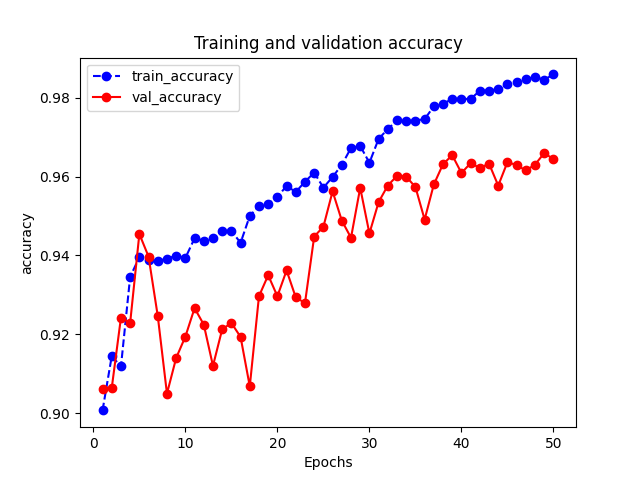 Training and validation accuracy
train_accuracy
val_accuracy
accuracy
0.98
0.96
0.94
0.92
0.90
0 10 20 30 40 50
Epochs